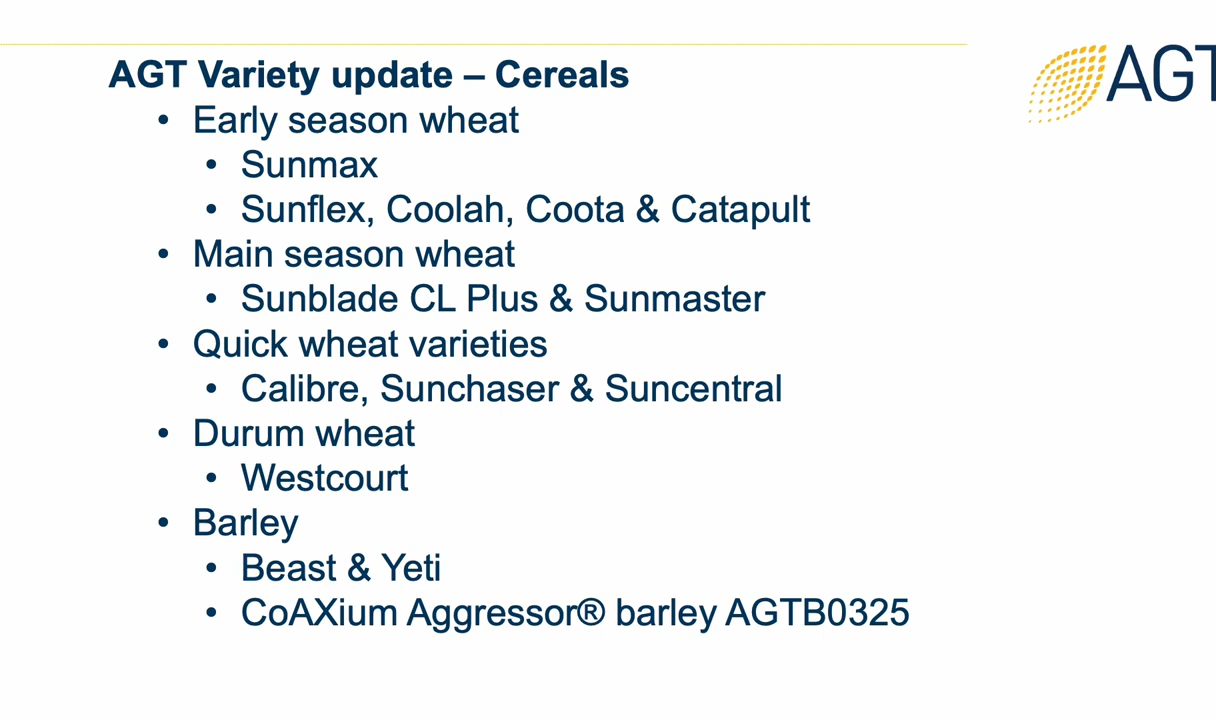 AGT Variety update – Cereals
AGT
• Early season wheat
• Sunmax
• Sunflex, Coolah, Coota & Catapult
• Main season wheat
• Sunblade CL Plus & Sunmaster
• Quick wheat varieties
• Calibre, Sunchaser & Suncentral
• Durum wheat
• Westcourt
• Barley
• Beast & Yeti
• CoAXium Aggressor® barley AGTB0325